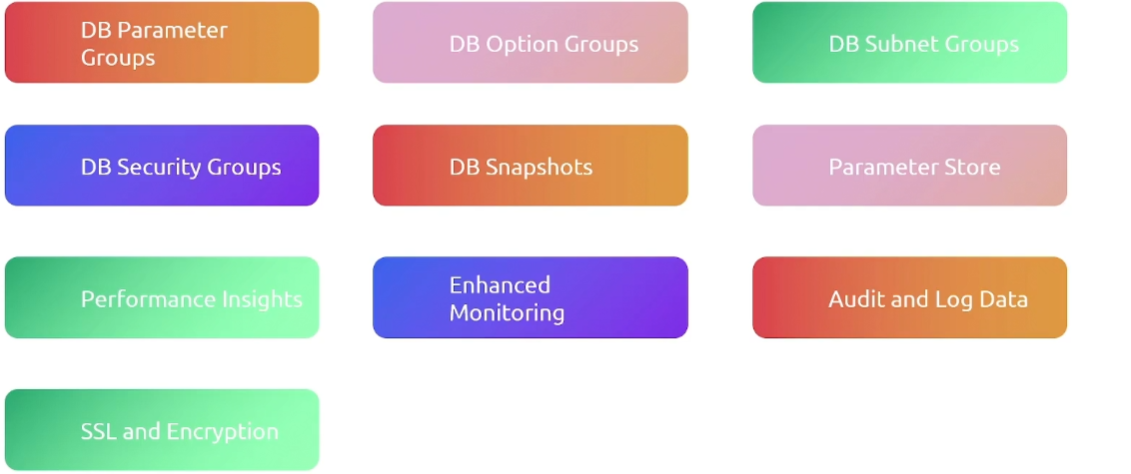 DB Parameter
Groups
DB Option Groups
DB Subnet Groups
DB Security Groups
DB Snapshots
Parameter Store
Performance Insights
Enhanced
Monitoring
Audit and Log Data
SSL and Encryption